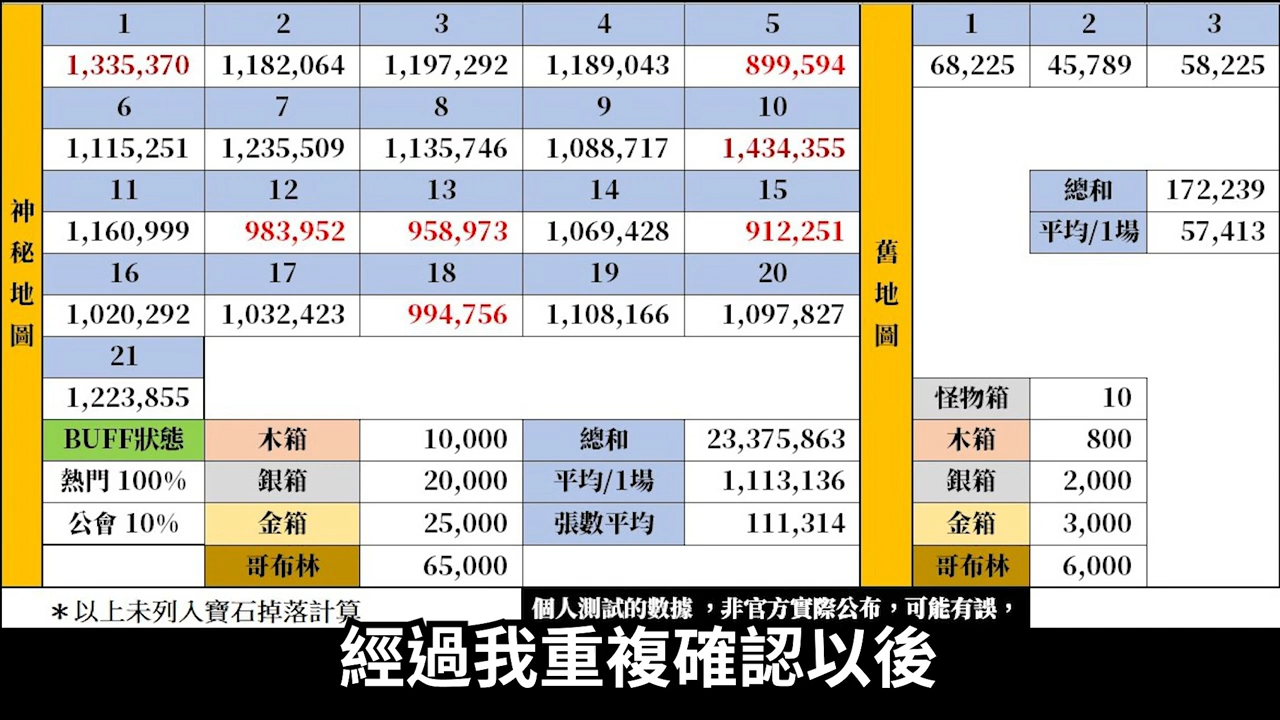 神秘地圖
1 2 3 4 5
1,335,370 1,182,064 1,197,292 1,189,043 899,594
6 7 8 9 10
1,115,251 1,235,509 1,135,746 1,088,717 1,434,355
11 12 13 14 15
1,160,999 983,952 958,973 1,069,428 912,251
16 17 18 19 20
1,020,292 1,032,423 994,756 1,108,166 1,097,827
21
1,223,855
BUFF狀態 木箱 10,000 總和 23,375,863
熱門 100% 銀箱 20,000 平均/1場 1,113,136
公會 10% 金箱 25,000 張數平均 111,314
哥布林 65,000
舊地圖
1 2 3
68,225 45,789 58,225
總和 172,239
平均/1場 57,413
怪物箱 10
木箱 800
銀箱 2,000
金箱 3,000
哥布林 6,000
＊以上未列入寶石掉落計算
個人測試的數據，非官方實際公布，可能有誤，
經過我重複確認以後